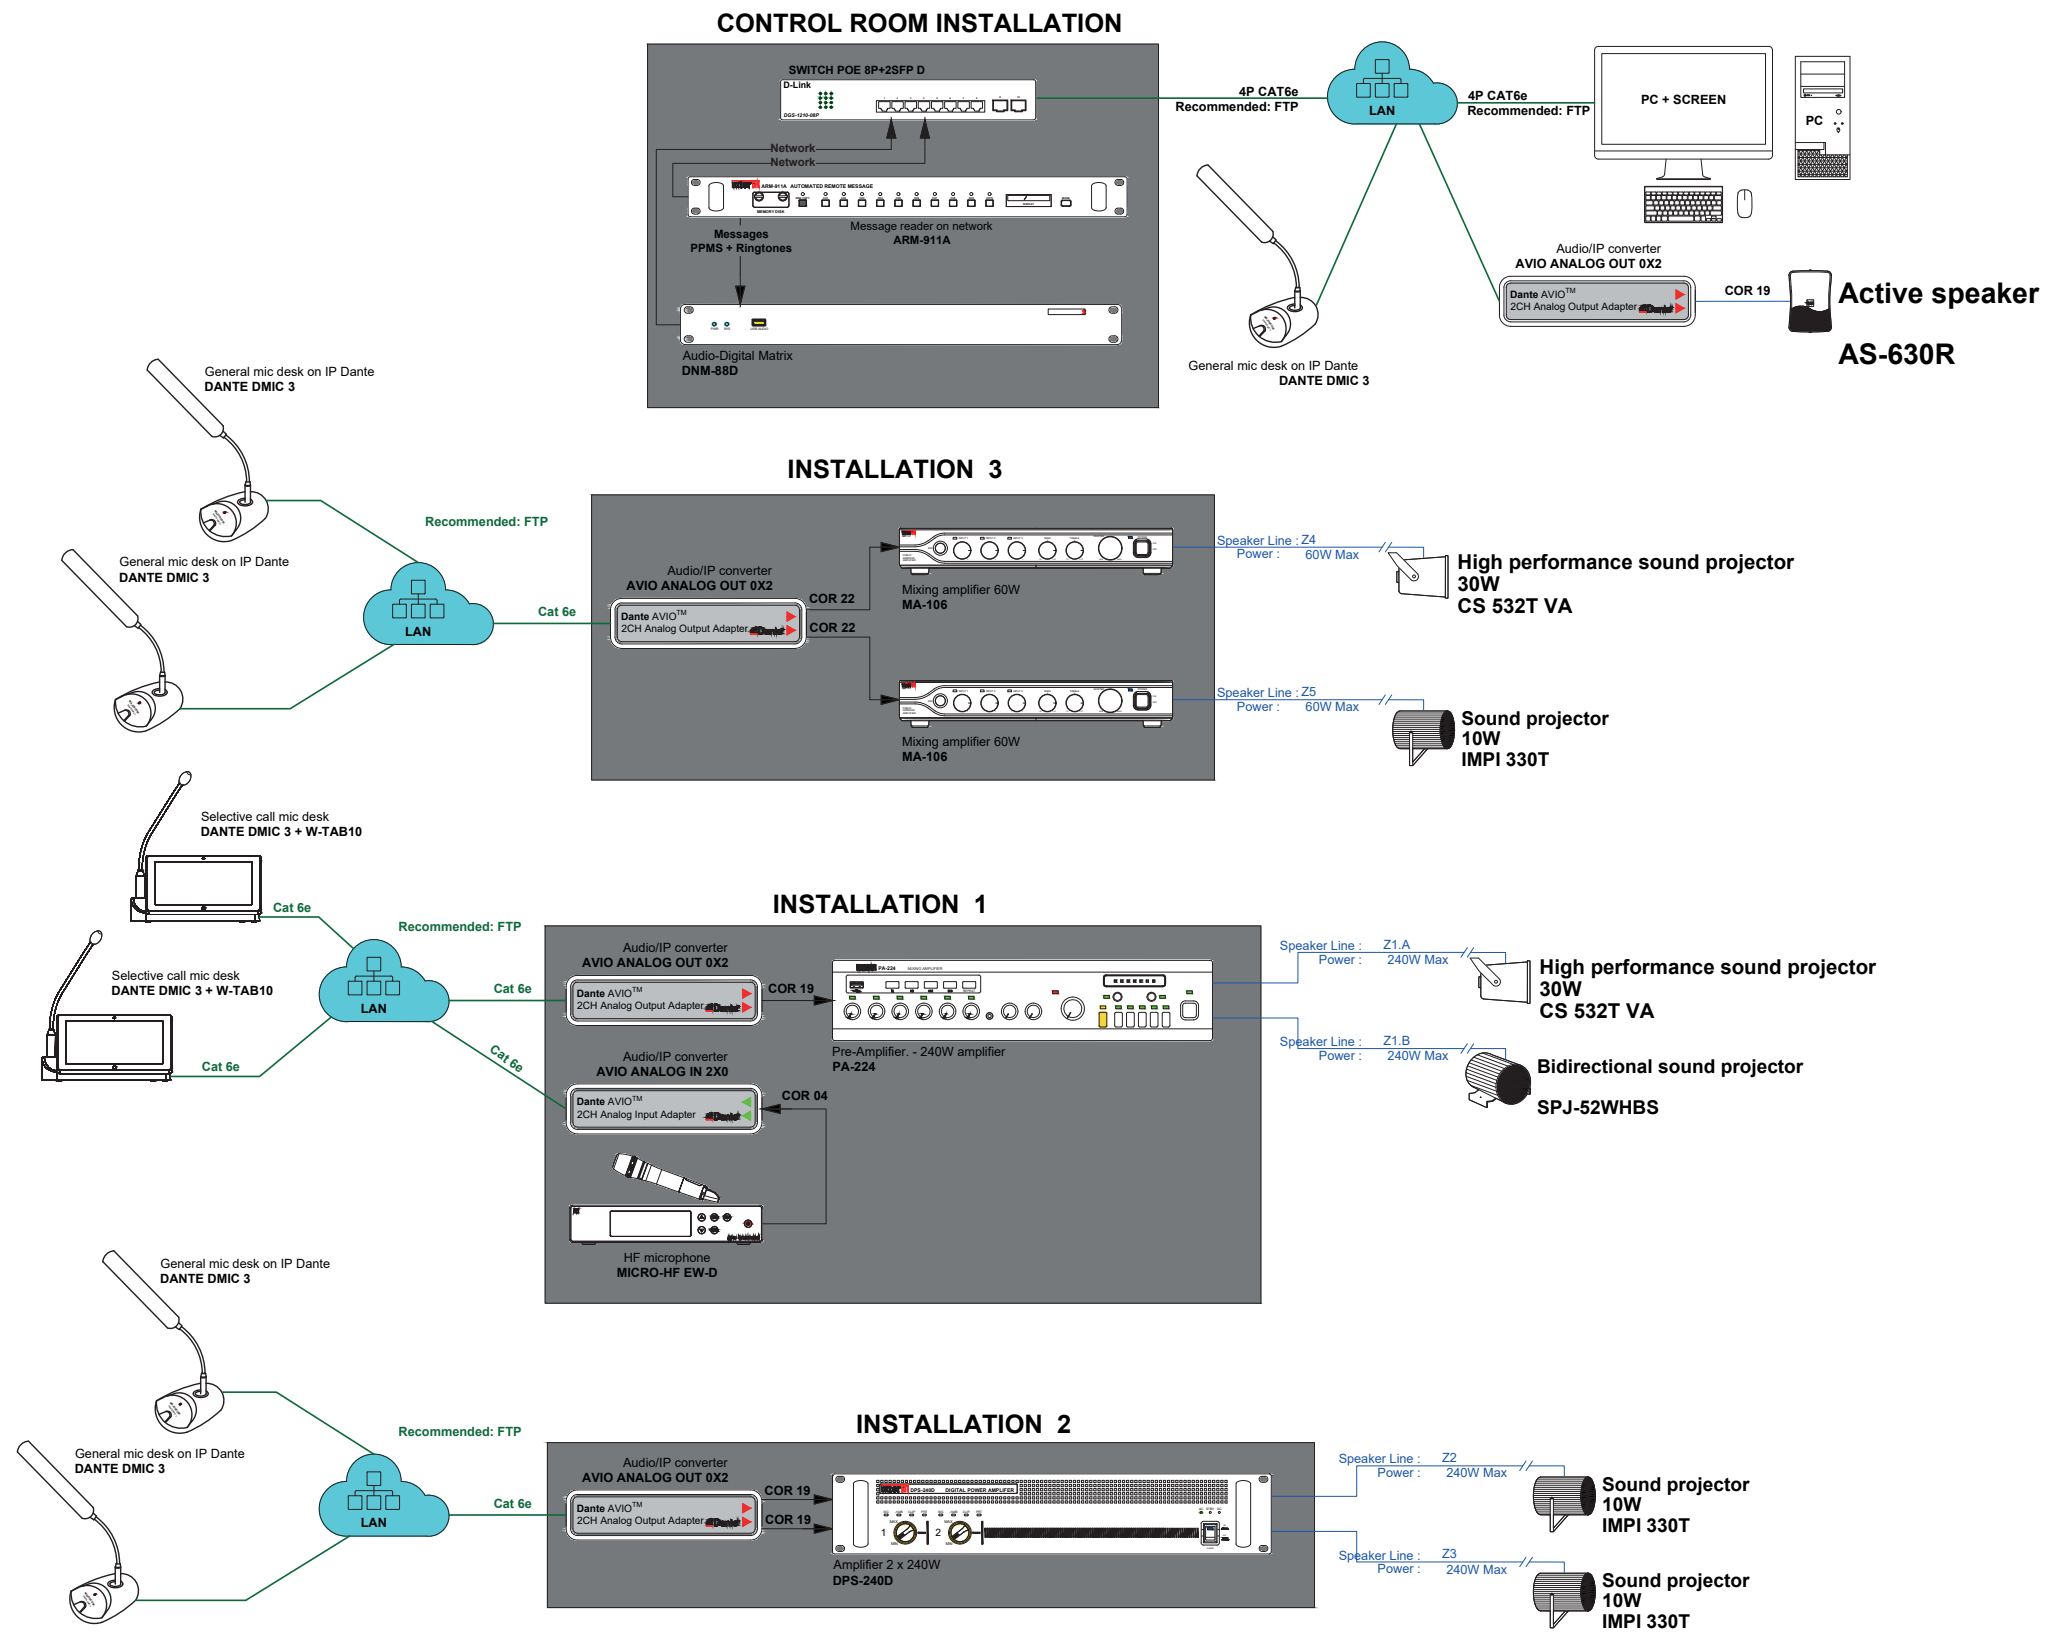 CONTROL ROOM INSTALLATION
SWITCH POE 8P+2SFP D
D-Link
DGS-1210-08P
Network
Network
ARM-911A AUTOMATED REMOTE MESSAGE
MEMORY DISK
Messages
PPMS + Ringtones
Message reader on network
ARM-911A
Audio-Digital Matrix
DNM-88D
4P CAT6e
Recommended: FTP
LAN
4P CAT6e
Recommended: FTP
PC + SCREEN
PC
Audio/IP converter
AVIO ANALOG OUT 0X2
Dante AVIO™
2CH Analog Output Adapter
COR 19
Active speaker
AS-630R
General mic desk on IP Dante
DANTE DMIC 3
General mic desk on IP Dante
DANTE DMIC 3
INSTALLATION 3
Recommended: FTP
General mic desk on IP Dante
DANTE DMIC 3
LAN
Cat 6e
Audio/IP converter
AVIO ANALOG OUT 0X2
Dante AVIO™
2CH Analog Output Adapter
COR 22
COR 22
Mixing amplifier 60W
MA-106
Mixing amplifier 60W
MA-106
Speaker Line : Z4
Power : 60W Max
High performance sound projector
30W
CS 532T VA
Speaker Line : Z5
Power : 60W Max
Sound projector
10W
IMPI 330T
Selective call mic desk
DANTE DMIC 3 + W-TAB10
Cat 6e
Recommended: FTP
INSTALLATION 1
Selective call mic desk
DANTE DMIC 3 + W-TAB10
Cat 6e
LAN
Cat 6e
Cat 6e
Audio/IP converter
AVIO ANALOG OUT 0X2
Dante AVIO™
2CH Analog Output Adapter
COR 19
PA-224 MIXING AMPLIFIER
Pre-Amplifier. - 240W amplifier
PA-224
Audio/IP converter
AVIO ANALOG IN 2X0
Dante AVIO™
2CH Analog Input Adapter
COR 04
HF microphone
MICRO-HF EW-D
Speaker Line : Z1.A
Power : 240W Max
High performance sound projector
30W
CS 532T VA
Speaker Line : Z1.B
Power : 240W Max
Bidirectional sound projector
SPJ-52WHBS
General mic desk on IP Dante
DANTE DMIC 3
INSTALLATION 2
General mic desk on IP Dante
DANTE DMIC 3
Recommended: FTP
LAN
Cat 6e
Audio/IP converter
AVIO ANALOG OUT 0X2
Dante AVIO™
2CH Analog Output Adapter
COR 19
COR 19
DPS-240D DIGITAL POWER AMPLIFER
1 2
Amplifier 2 x 240W
DPS-240D
Speaker Line : Z2
Power : 240W Max
Sound projector
10W
IMPI 330T
Speaker Line : Z3
Power : 240W Max
Sound projector
10W
IMPI 330T